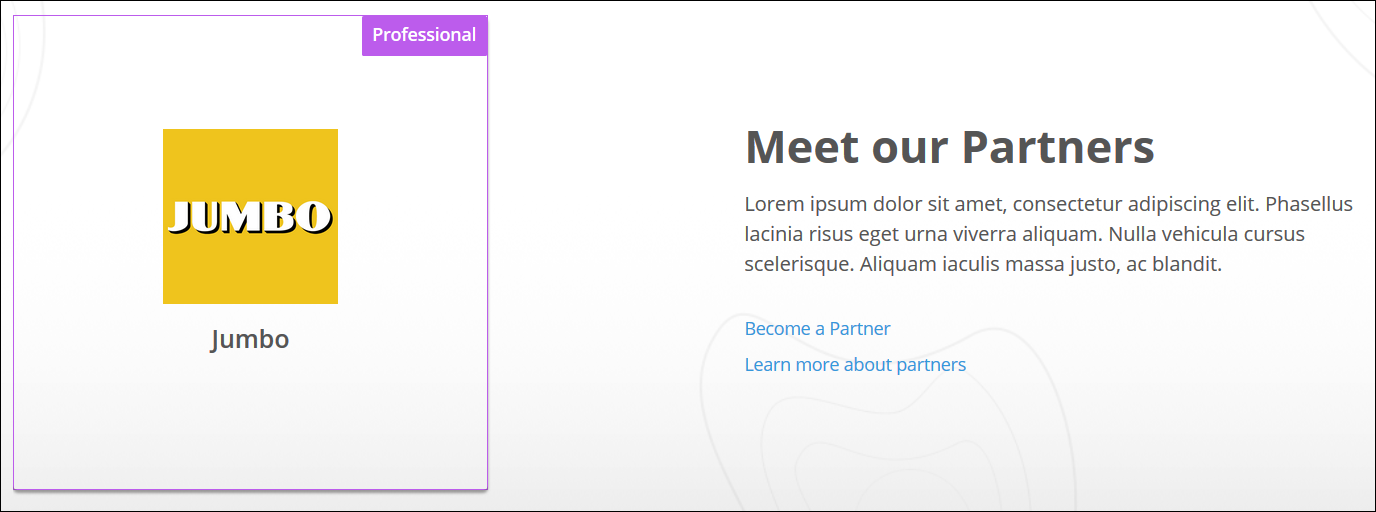 Professional
JUMBO
Jumbo
Meet our Partners
Lorem ipsum dolor sit amet, consectetur adipiscing elit. Phasellus
lacinia risus eget urna viverra aliquam. Nulla vehicula cursus
scelerisque. Aliquam iaculis massa justo, ac blandit.
Become a Partner
Learn more about partners